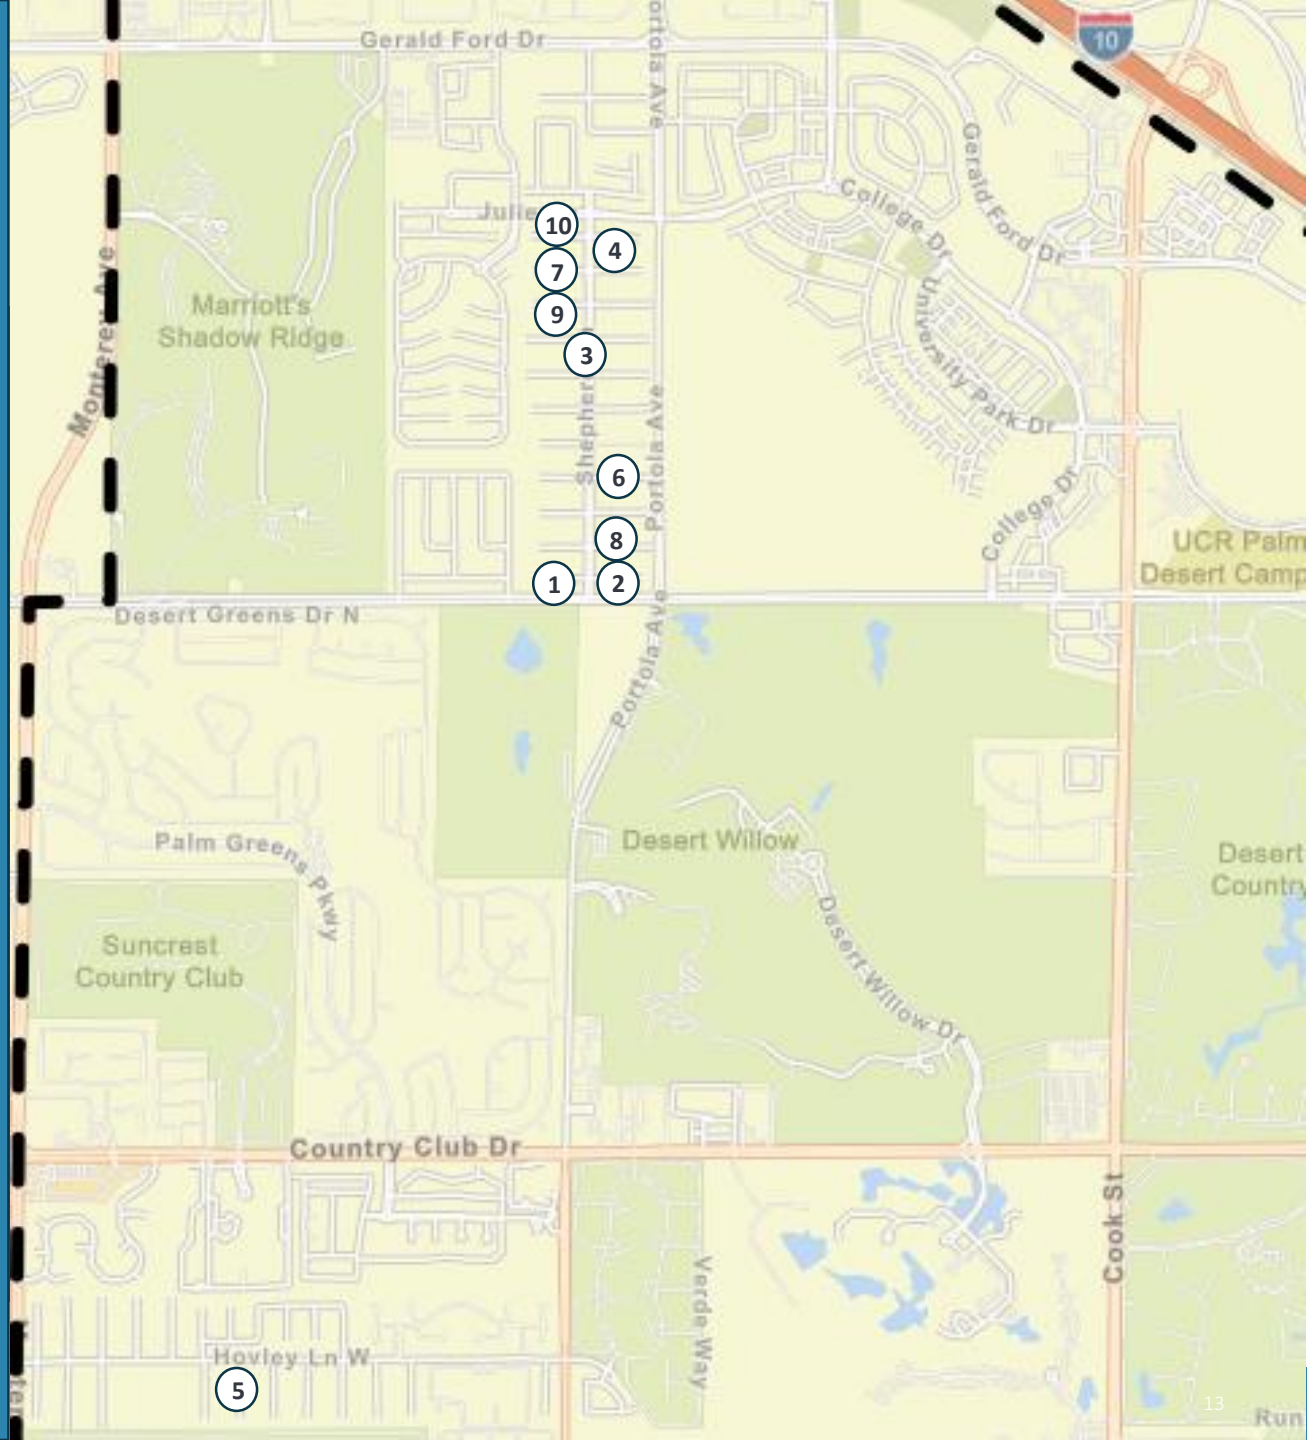 Gerald Ford Dr
ortola Ave
10
Gerald Ford Dr
College Dr
Julie
10
4
7
9
3
Monterey Ave
Marriott's
Shadow Ridge
University Park Dr
Shepher
Portola Ave
6
8
1
2
College Dr
UCR Palm
Desert Camp
Desert Greens Dr N
Portola Ave
Palm Greens Pkwy
Desert Willow
Desert
Country
Desert Willow Dr
Suncrest
Country Club
Country Club Dr
Cook St
Verde Way
Hovley Ln W
5
13
Run